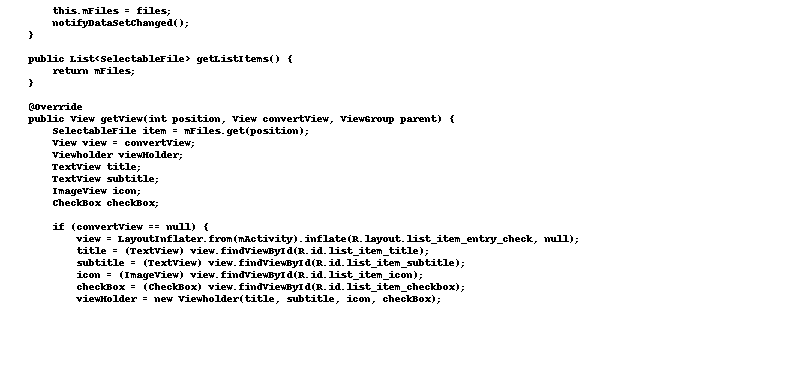 this.mFiles = files;
notifyDataSetChanged();
}
public List<SelectableFile> getListItems() {
return mFiles;
}
@Override
public View getView(int position, View convertView, ViewGroup parent) {
SelectableFile item = mFiles.get(position);
View view = convertView;
Viewholder viewHolder;
TextView title;
TextView subtitle;
ImageView icon;
CheckBox checkBox;
if (convertView == null) {
view = LayoutInflater.from(mActivity).inflate(R.layout.list_item_entry_check, null);
title = (TextView) view.findViewById(R.id.list_item_title);
subtitle = (TextView) view.findViewById(R.id.list_item_subtitle);
icon = (ImageView) view.findViewById(R.id.list_item_icon);
checkBox = (CheckBox) view.findViewById(R.id.list_item_checkbox);
viewHolder = new Viewholder(title, subtitle, icon, checkBox);